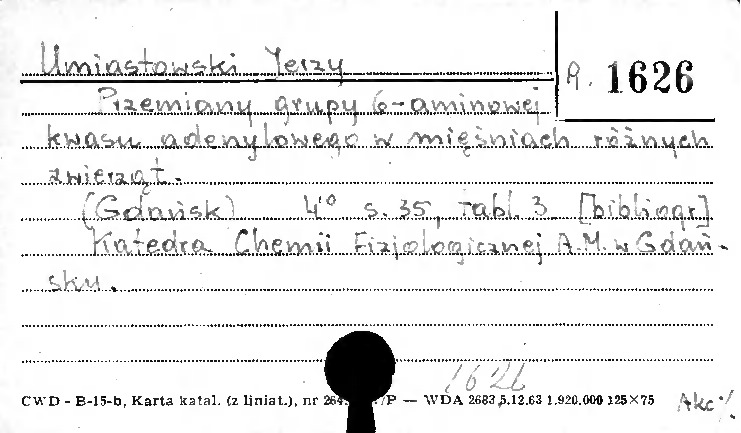 Umiastowski Jerzy
A. 1626
Przemiany grupy 6-aminowej
kwasu adenylowego w mięśniach różnych
zwierząt.
(Gdańsk) 4° s. 35, tabl. 3 [bibliogr].
Katedra Chemii Fizjologicznej A.M. w Gdań-
sku.
1626
CWD - B-15-b, Karta katal. (z liniat.), nr /P — WDA 2683 5.12.63 1.920.000 125×75
Akc